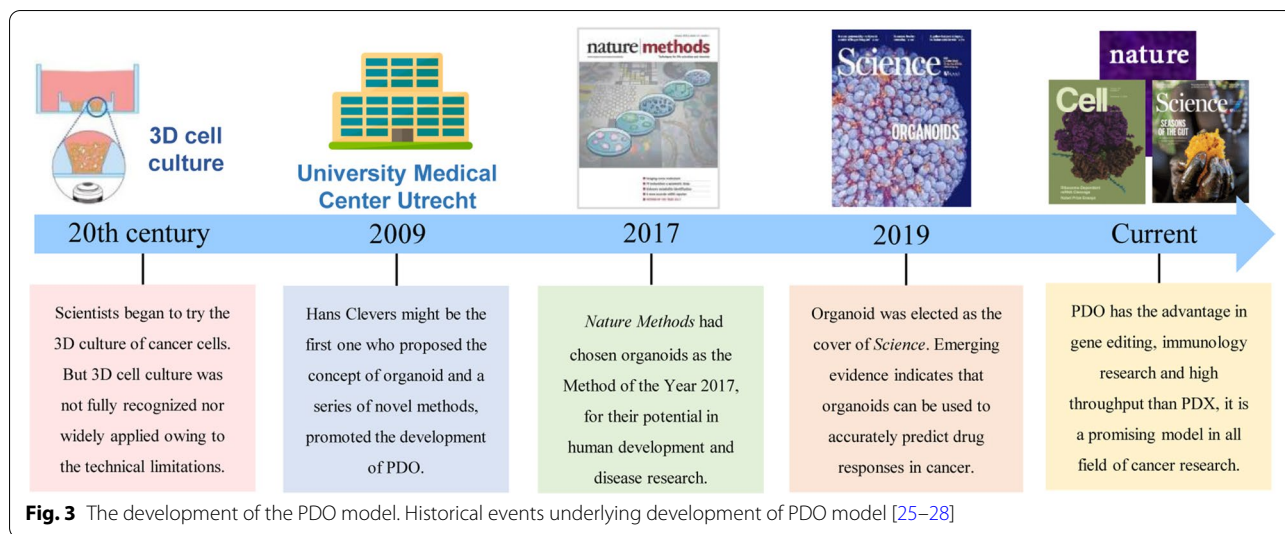 3D cell
culture
University Medical
Center Utrecht
nature methods
Science
ORGANOIDS
nature
Cell
Science
SEASONS
OF THE GUT
20th century
2009
2017
2019
Current
Scientists began to try the
3D culture of cancer cells.
But 3D cell culture was
not fully recognized nor
widely applied owing to
the technical limitations.
Hans Clevers might be the
first one who proposed the
concept of organoid and a
series of novel methods,
promoted the development
of PDO.
Nature Methods had
chosen organoids as the
Method of the Year 2017,
for their potential in
human development and
disease research.
Organoid was elected as the
cover of Science. Emerging
evidence indicates that
organoids can be used to
accurately predict drug
responses in cancer.
PDO has the advantage in
gene editing, immunology
research and high
throughput than PDX, it is
a promising model in all
field of cancer research.
Fig. 3 The development of the PDO model. Historical events underlying development of PDO model [25–28]